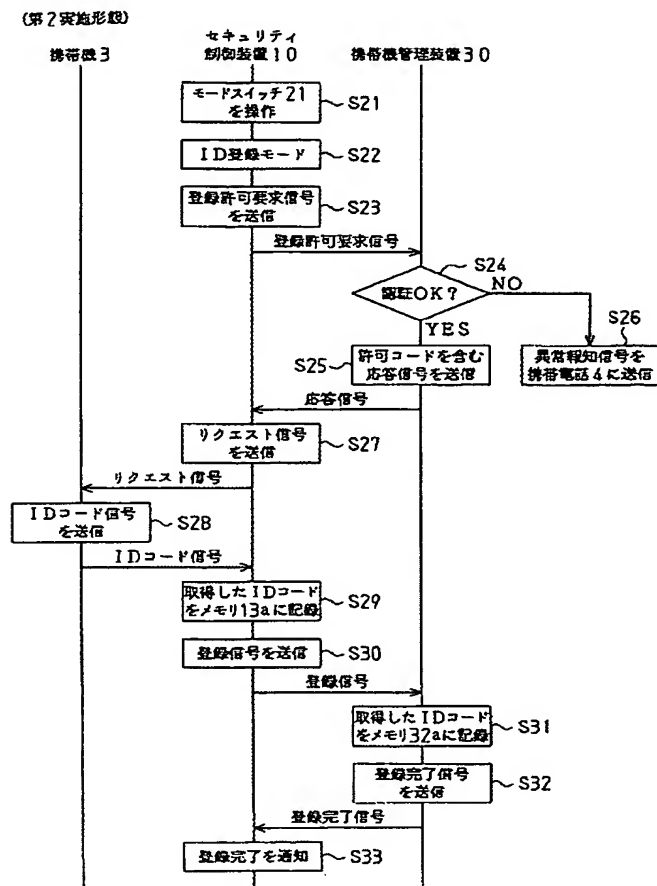 (第2実施形態)
携帯機3
セキュリティ
制御装置10
携帯機管理装置30
モードスイッチ21
を操作
S21
ID登録モード
S22
登録許可要求信号
を送信
S23
登録許可要求信号
S24
認証OK?
NO
YES
S26
S25
許可コードを含む
応答信号を送信
異常報知信号を
携帯電話4に送信
応答信号
リクエスト信号
を送信
S27
リクエスト信号
IDコード信号
を送信
S28
IDコード信号
取得したIDコード
をメモリ13aに記録
S29
登録信号を送信
S30
登録信号
取得したIDコード
をメモリ32aに記録
S31
登録完了信号
を送信
S32
登録完了信号
登録完了を通知
S33